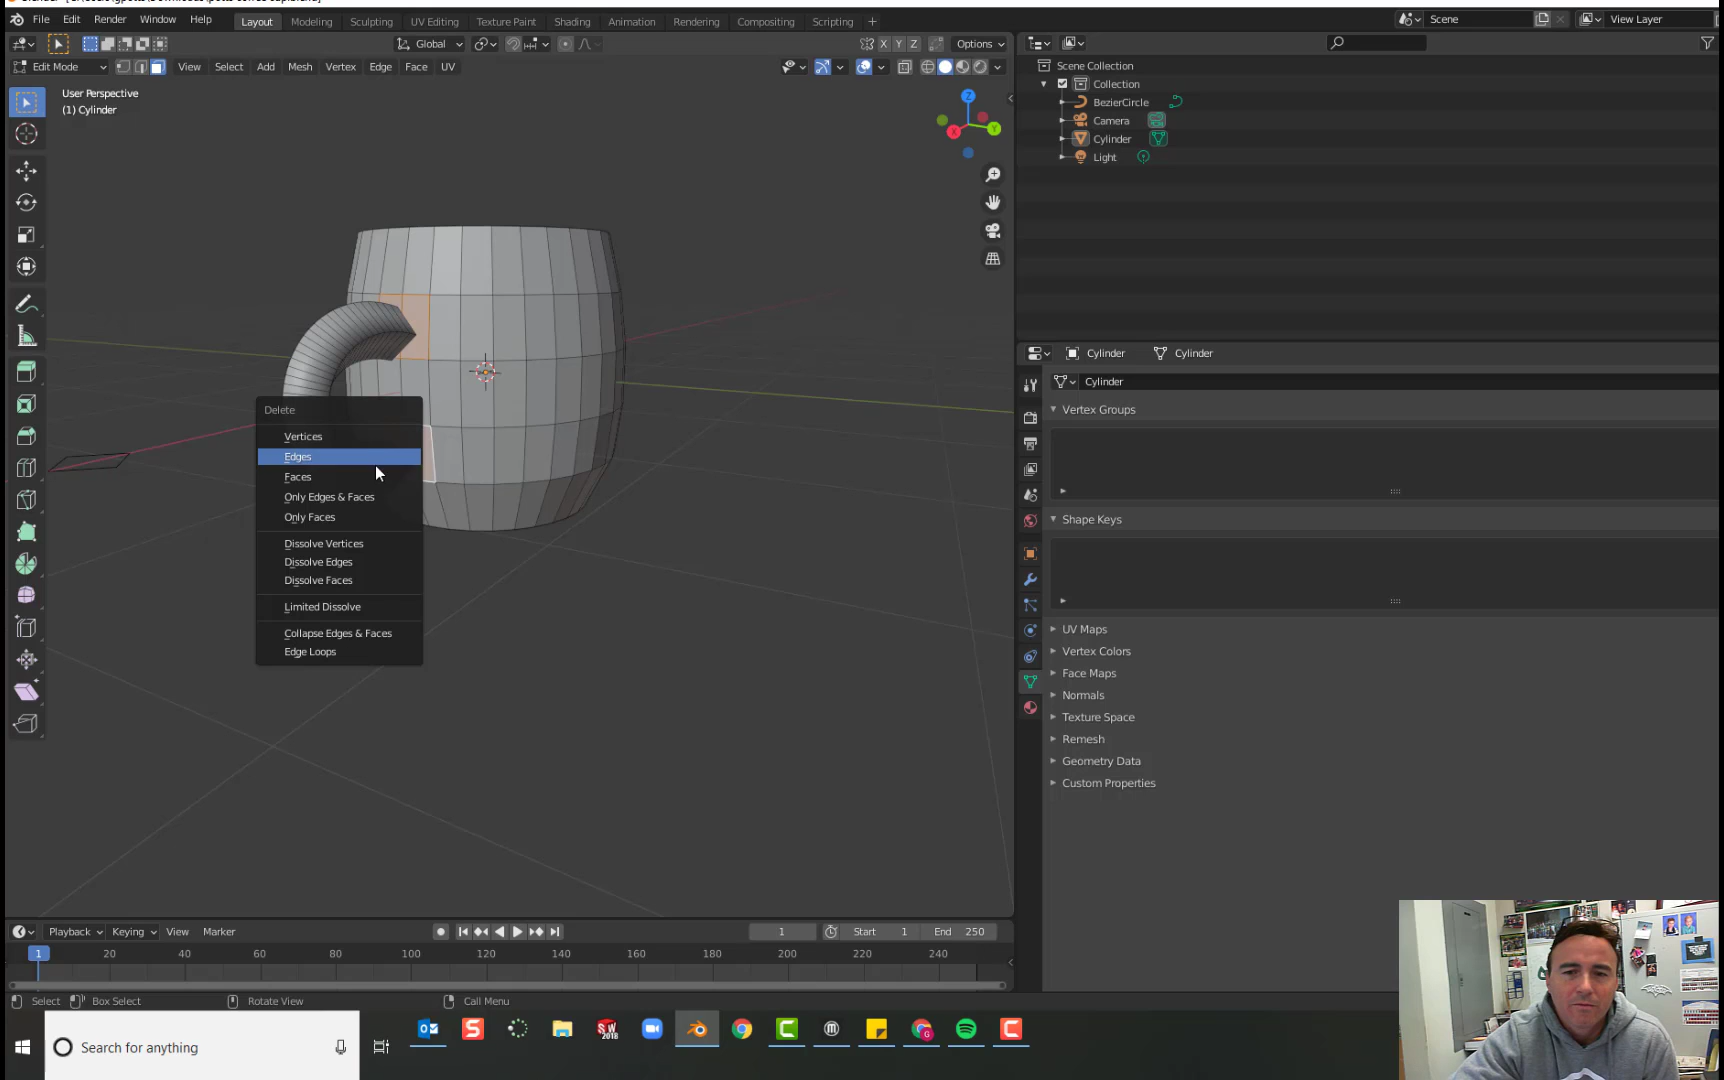 File Edit Render Window Help Layout Modeling Sculpting UV Editing Texture Paint Shading Animation Rendering Compositing Scripting + Scene View Layer
Global X Y Z Options
Edit Mode View Select Add Mesh Vertex Edge Face UV
User Perspective
(1) Cylinder
Z
X Y
Scene Collection
Collection
BezierCircle
Camera
Cylinder
Light
Cylinder Cylinder
Cylinder
Vertex Groups
Shape Keys
UV Maps
Vertex Colors
Face Maps
Normals
Texture Space
Remesh
Geometry Data
Custom Properties
Delete
Vertices
Edges
Faces
Only Edges & Faces
Only Faces
Dissolve Vertices
Dissolve Edges
Dissolve Faces
Limited Dissolve
Collapse Edges & Faces
Edge Loops
Playback Keying View Marker 1 Start 1 End 250
1 20 40 60 80 100 120 140 160 180 200 220 240
Select Box Select Rotate View Call Menu
Search for anything
S SW 2018 M G C